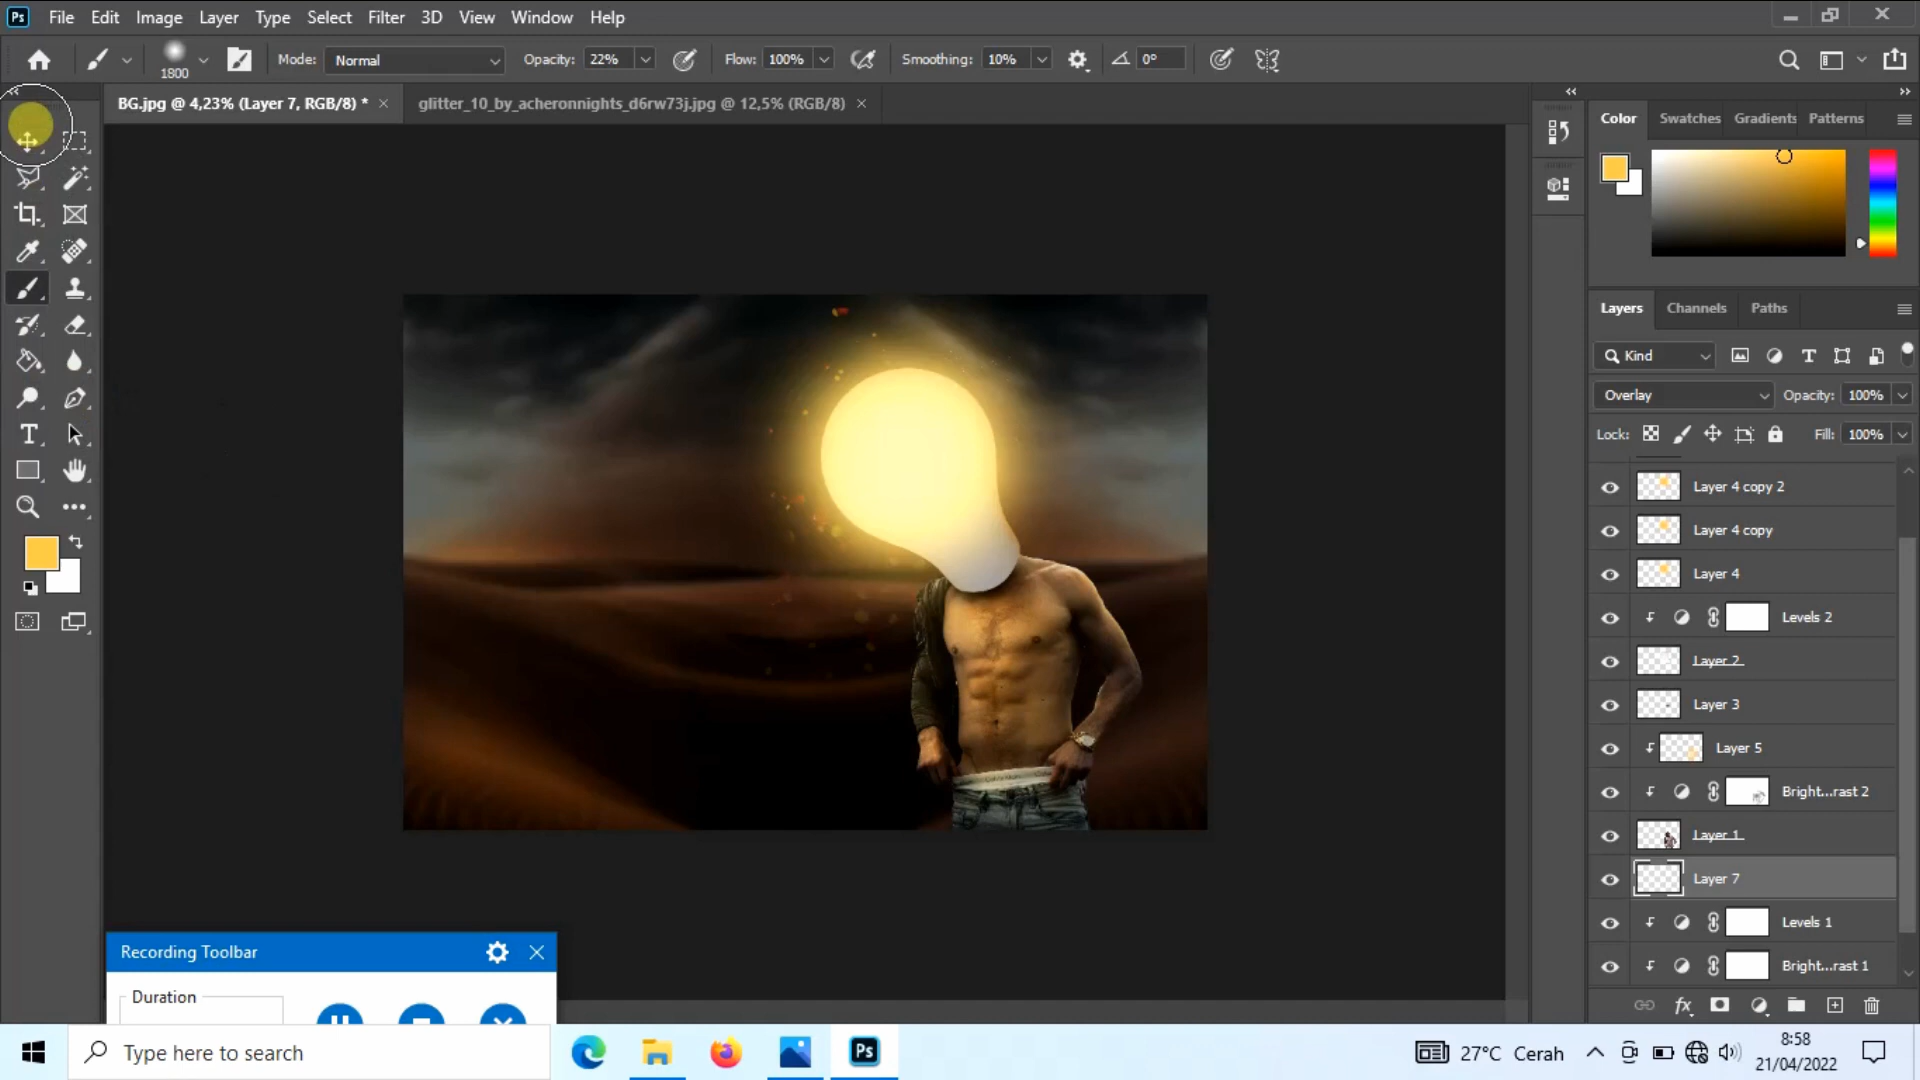 Ps File Edit Image Layer Type Select Filter 3D View Window Help
1800 Mode: Normal Opacity: 22% Flow: 100% Smoothing: 10% 0°
BG.jpg @ 4,23% (Layer 7, RGB/8) * glitter_10_by_acheronnights_d6rw73j.jpg @ 12,5% (RGB/8)
Color Swatches Gradients Patterns
Layers Channels Paths
Kind
Overlay Opacity: 100%
Lock: Fill: 100%
Layer 4 copy 2
Layer 4 copy
Layer 4
Levels 2
Layer 2
Layer 3
Layer 5
Bright...rast 2
Layer 1
Layer 7
Levels 1
Bright...rast 1
fx
Recording Toolbar
Duration
Type here to search
Ps
27°C Cerah
8:58
21/04/2022